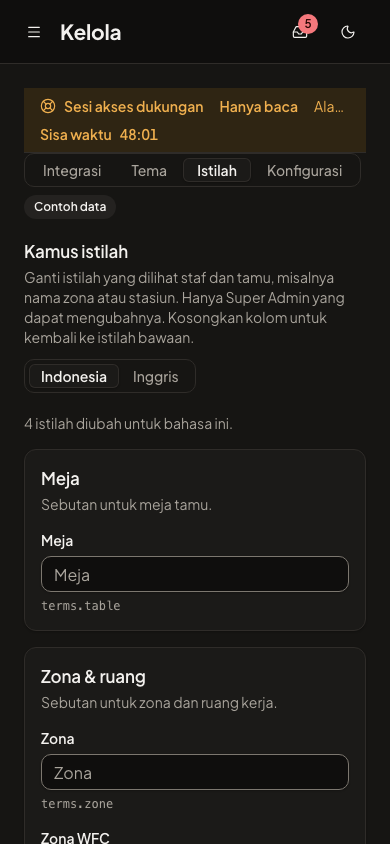 Kelola
5
Sesi akses dukungan Hanya baca Ala…
Sisa waktu 48:01
Integrasi Tema Istilah Konfigurasi
Contoh data
Kamus istilah
Ganti istilah yang dilihat staf dan tamu, misalnya
nama zona atau stasiun. Hanya Super Admin yang
dapat mengubahnya. Kosongkan kolom untuk
kembali ke istilah bawaan.
Indonesia Inggris
4 istilah diubah untuk bahasa ini.
Meja
Sebutan untuk meja tamu.
Meja
Meja
terms.table
Zona & ruang
Sebutan untuk zona dan ruang kerja.
Zona
Zona
terms.zone
Zona WFC